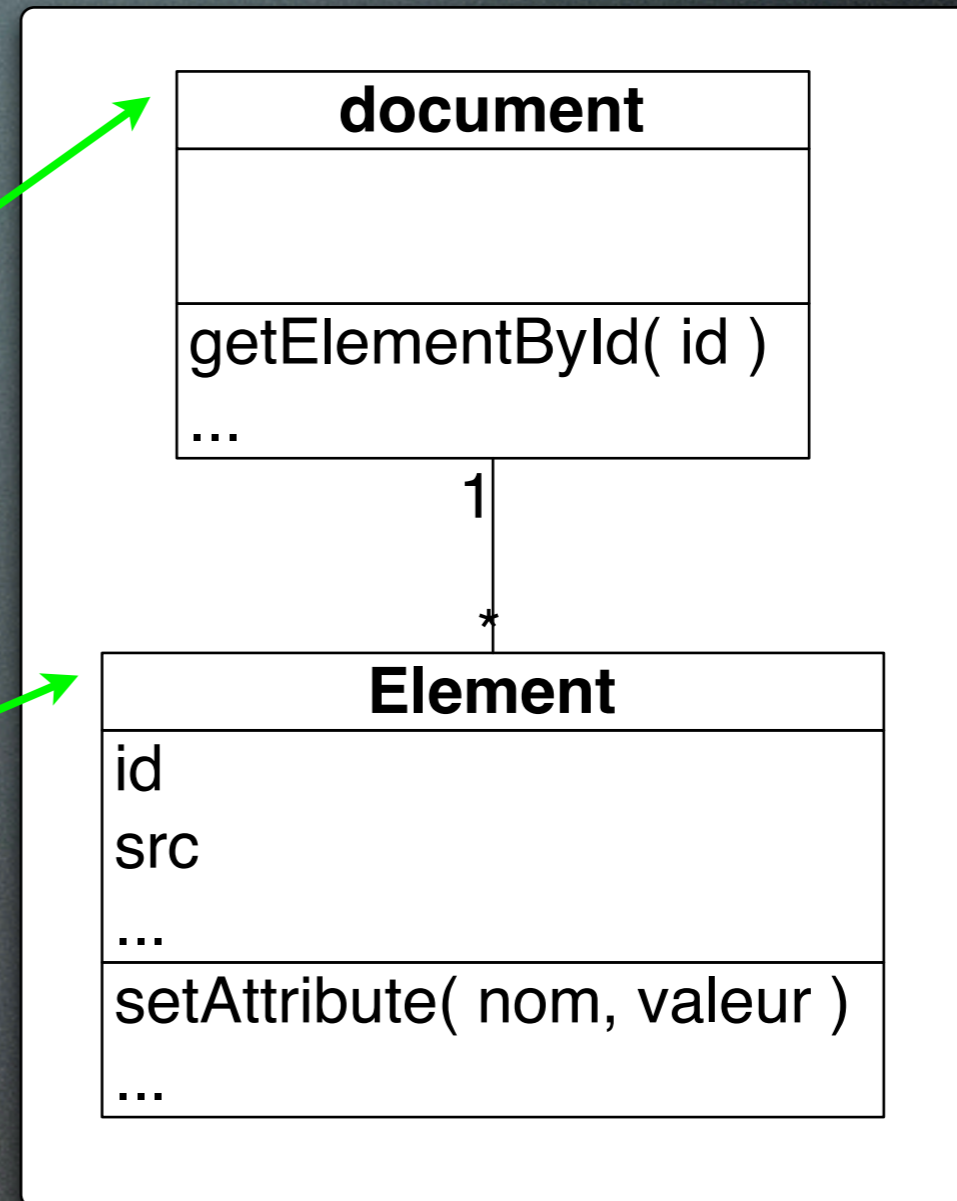 document
getElementById( id )
...
1
*
Element
id
src
...
setAttribute( nom, valeur )
...